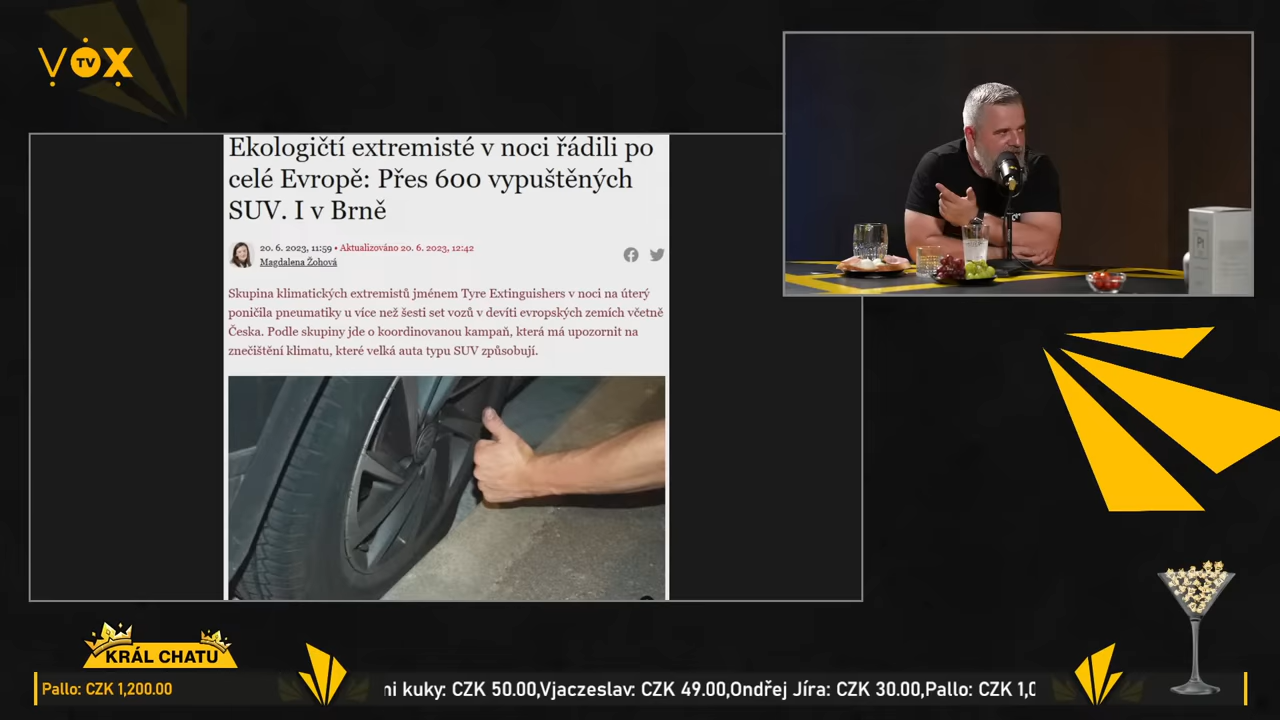 VOX
TV
Ekologičtí extremisté v noci řádili po
celé Evropě: Přes 600 vypuštěných
SUV. I v Brně
20. 6. 2023, 11:59 • Aktualizováno 20. 6. 2023, 12:42
Magdalena Žohová
Skupina klimatických extremistů jménem Tyre Extinguishers v noci na úterý
poničila pneumatiky u více než šesti set vozů v devíti evropských zemích včetně
Česka. Podle skupiny jde o koordinovanou kampaň, která má upozornit na
znečištění klimatu, které velká auta typu SUV způsobují.
Pt
KRÁL CHATU
Pallo: CZK 1,200.00
ni kuky: CZK 50.00,Vjaczeslav: CZK 49.00,Ondřej Jíra: CZK 30.00,Pallo: CZK 1,0